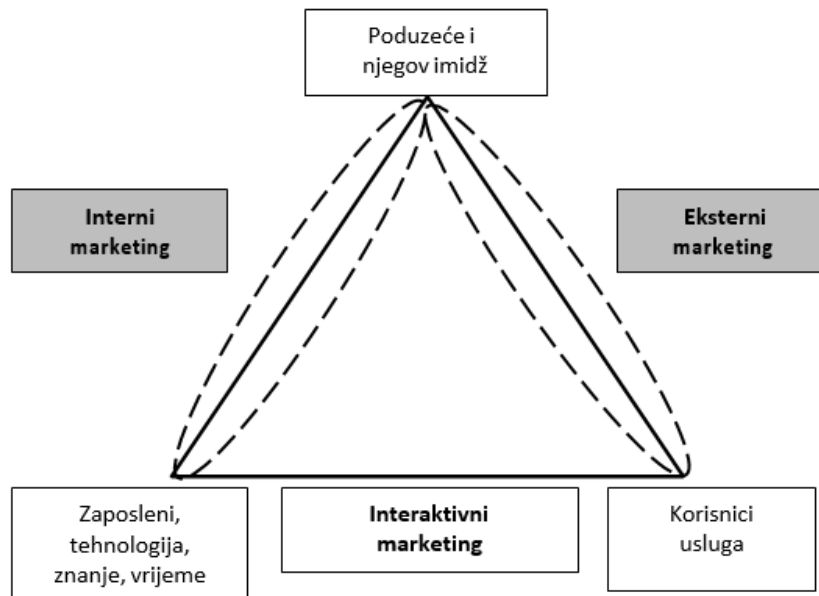 Poduzeće i
njegov imidž
Interni
marketing
Eksterni
marketing
Zaposleni,
tehnologija,
znanje, vrijeme
Interaktivni
marketing
Korisnici
usluga